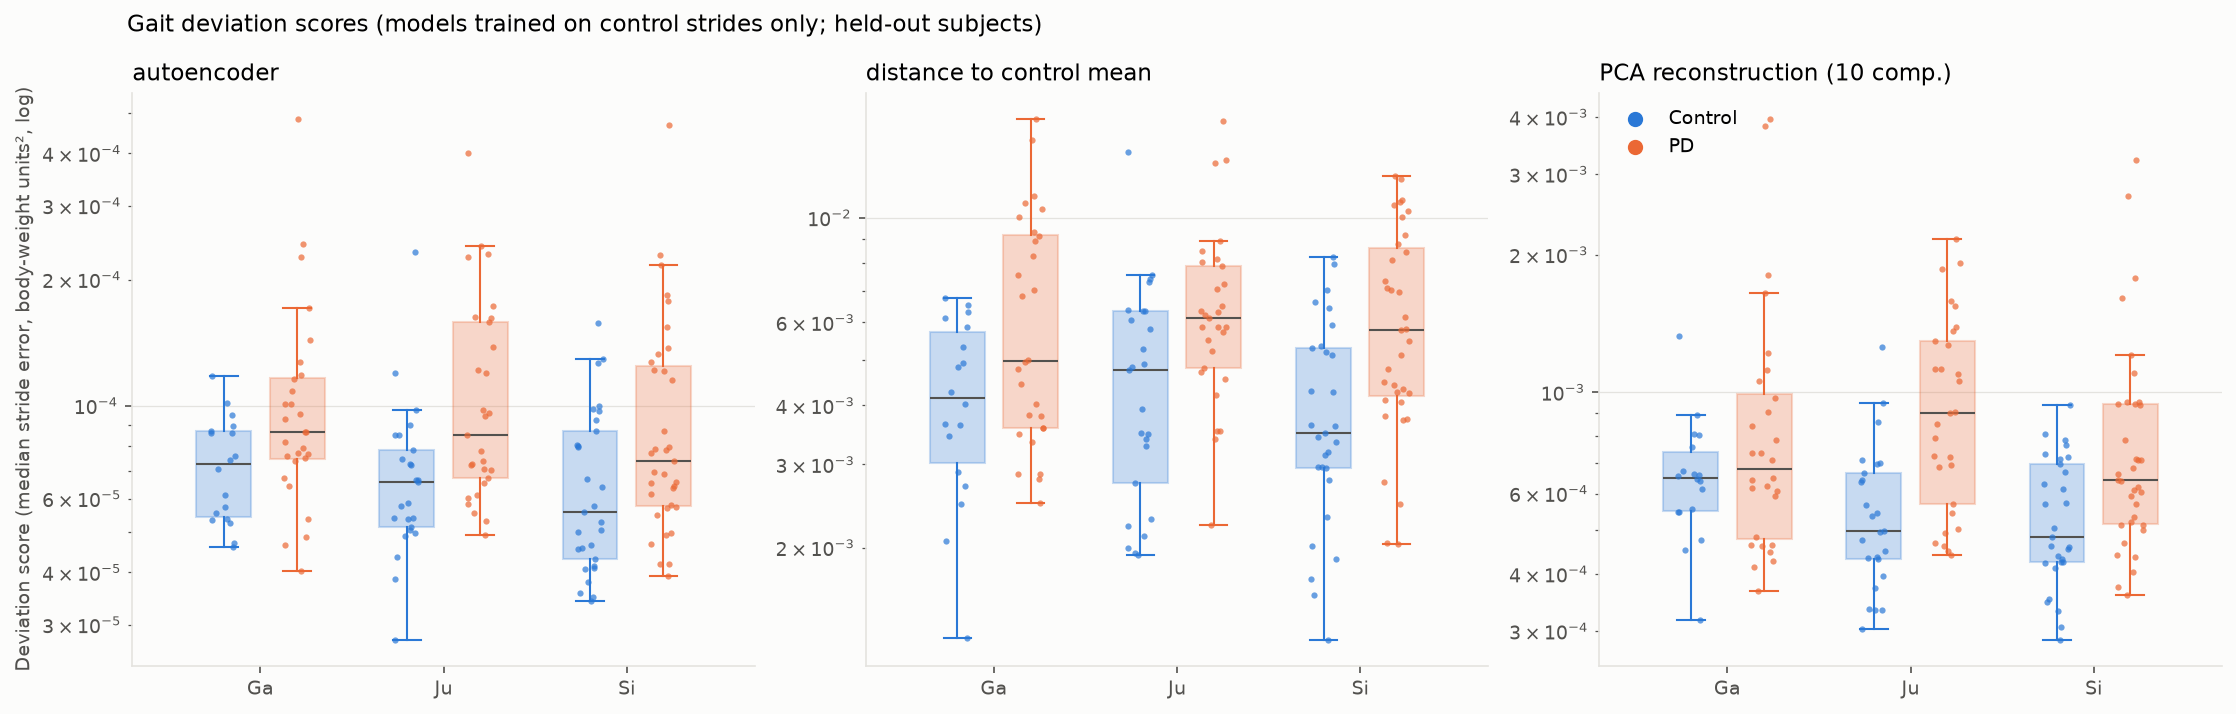 Gait deviation scores (models trained on control strides only; held-out subjects)
autoencoder
Deviation score (median stride error, body-weight units², log)
4 × 10⁻⁴
3 × 10⁻⁴
2 × 10⁻⁴
10⁻⁴
6 × 10⁻⁵
4 × 10⁻⁵
3 × 10⁻⁵
Ga
Ju
Si
distance to control mean
10⁻²
6 × 10⁻³
4 × 10⁻³
3 × 10⁻³
2 × 10⁻³
Ga
Ju
Si
PCA reconstruction (10 comp.)
Control
PD
4 × 10⁻³
3 × 10⁻³
2 × 10⁻³
10⁻³
6 × 10⁻⁴
4 × 10⁻⁴
3 × 10⁻⁴
Ga
Ju
Si